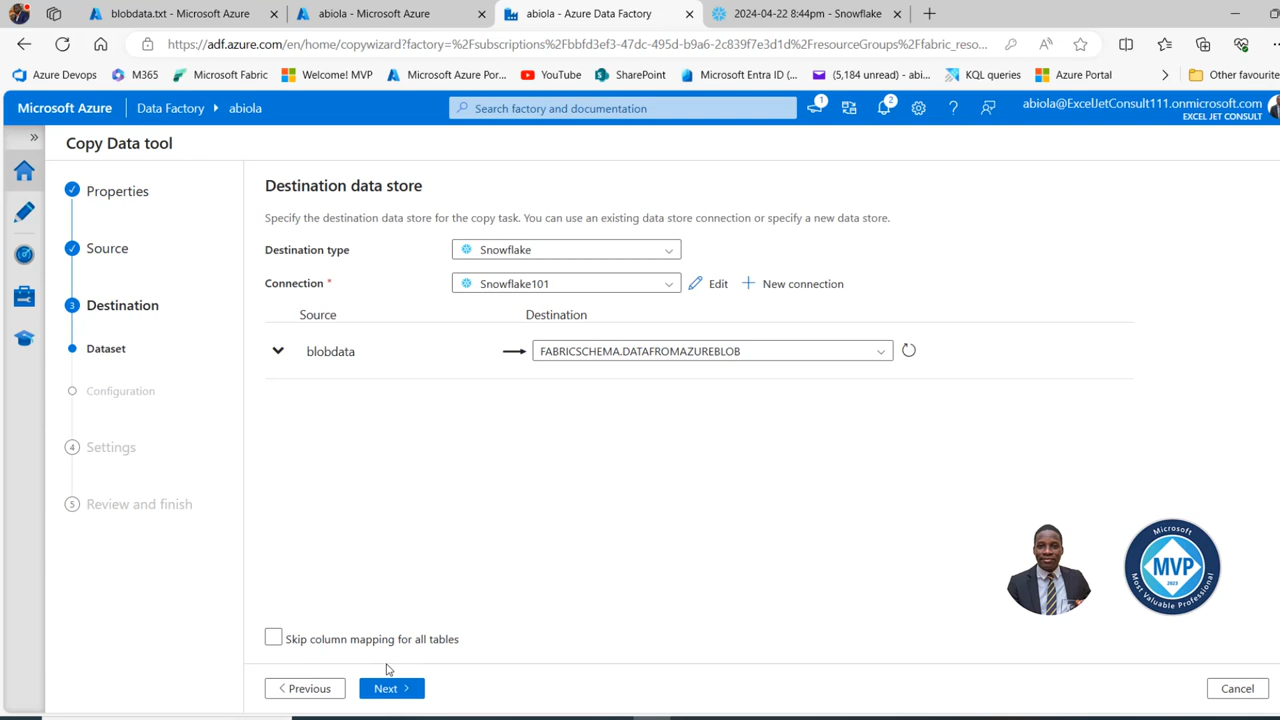 blobdata.txt - Microsoft Azure
abiola - Microsoft Azure
abiola - Azure Data Factory
2024-04-22 8:44pm - Snowflake
https://adf.azure.com/en/home/copywizard?factory=%2Fsubscriptions%2Fbbfd3ef3-47dc-495d-b9a6-2c839f7e3d1d%2FresourceGroups%2Ffabric_reso...
Azure Devops
M365
Microsoft Fabric
Welcome! MVP
Microsoft Azure Por...
YouTube
SharePoint
Microsoft Entra ID (...
(5,184 unread) - abi...
KQL queries
Azure Portal
Other favourite
Microsoft Azure
Data Factory
abiola
Search factory and documentation
1
2
abiola@ExcelJetConsult111.onmicrosoft.com
EXCEL JET CONSULT
Copy Data tool
Properties
Source
3 Destination
Dataset
Configuration
4 Settings
5 Review and finish
Destination data store
Specify the destination data store for the copy task. You can use an existing data store connection or specify a new data store.
Destination type
Snowflake
Connection *
Snowflake101
Edit
New connection
Source
Destination
blobdata
FABRICSCHEMA.DATAFROMAZUREBLOB
Microsoft
MVP
Most Valuable Professional
2023
Skip column mapping for all tables
Previous
Next
Cancel